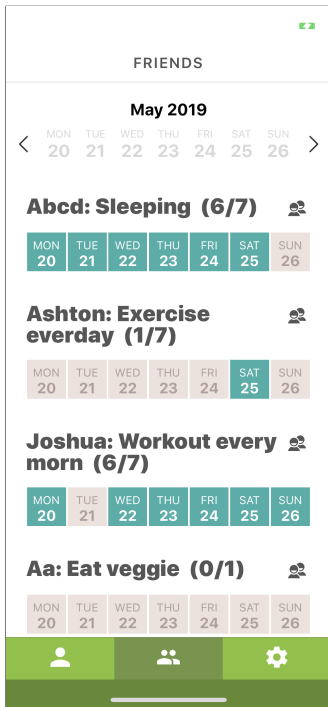 FRIENDS
May 2019
MON TUE WED THU FRI SAT SUN
20 21 22 23 24 25 26
Abcd: Sleeping (6/7)
MON TUE WED THU FRI SAT SUN
20 21 22 23 24 25 26
Ashton: Exercise
everday (1/7)
MON TUE WED THU FRI SAT SUN
20 21 22 23 24 25 26
Joshua: Workout every
morn (6/7)
MON TUE WED THU FRI SAT SUN
20 21 22 23 24 25 26
Aa: Eat veggie (0/1)
MON TUE WED THU FRI SAT SUN
20 21 22 23 24 25 26